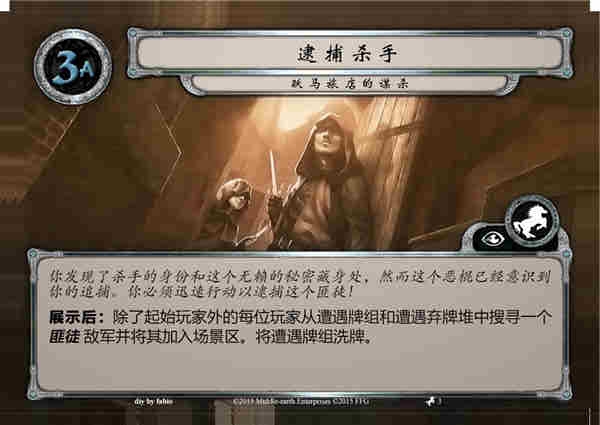 3A
逮捕杀手
跃马旅店的谋杀
你发现了杀手的身份和这个无赖的秘密藏身处，然而这个恶棍已经意识到
你的追捕。你必须迅速行动以逮捕这个匪徒！
展示后：除了起始玩家外的每位玩家从遭遇牌组和遭遇弃牌堆中搜寻一个
匪徒 敌军并将其加入场景区。将遭遇牌组洗牌。
diy by fabio ©2015 Middle-earth Enterprises ©2015 FFG 3